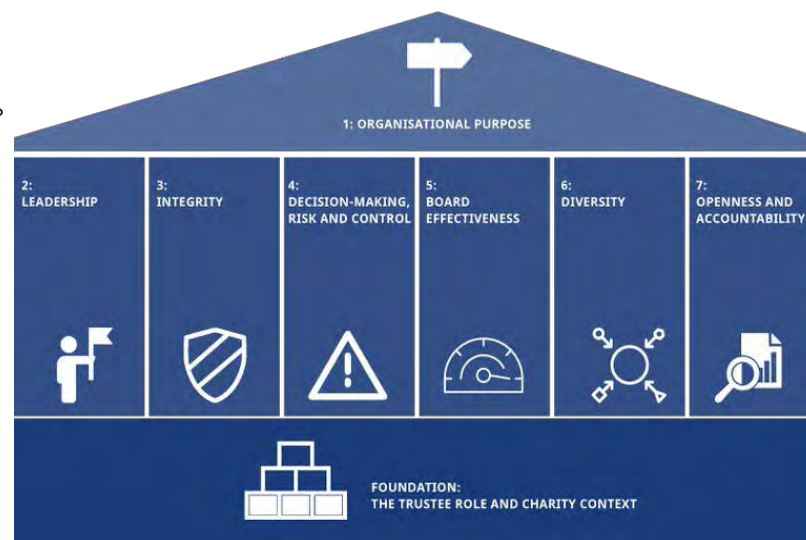 1: ORGANISATIONAL PURPOSE
2:
LEADERSHIP
3:
INTEGRITY
4:
DECISION-MAKING,
RISK AND CONTROL
5:
BOARD
EFFECTIVENESS
6:
DIVERSITY
7:
OPENNESS AND
ACCOUNTABILITY
FOUNDATION:
THE TRUSTEE ROLE AND CHARITY CONTEXT